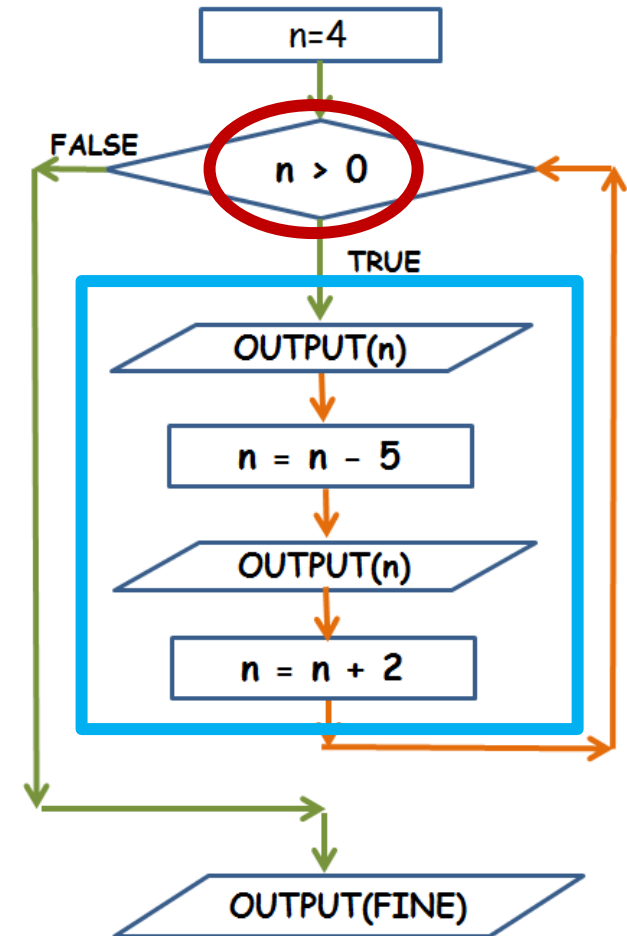 n=4
FALSE
n > 0
TRUE
OUTPUT(n)
n = n - 5
OUTPUT(n)
n = n + 2
OUTPUT(FINE)